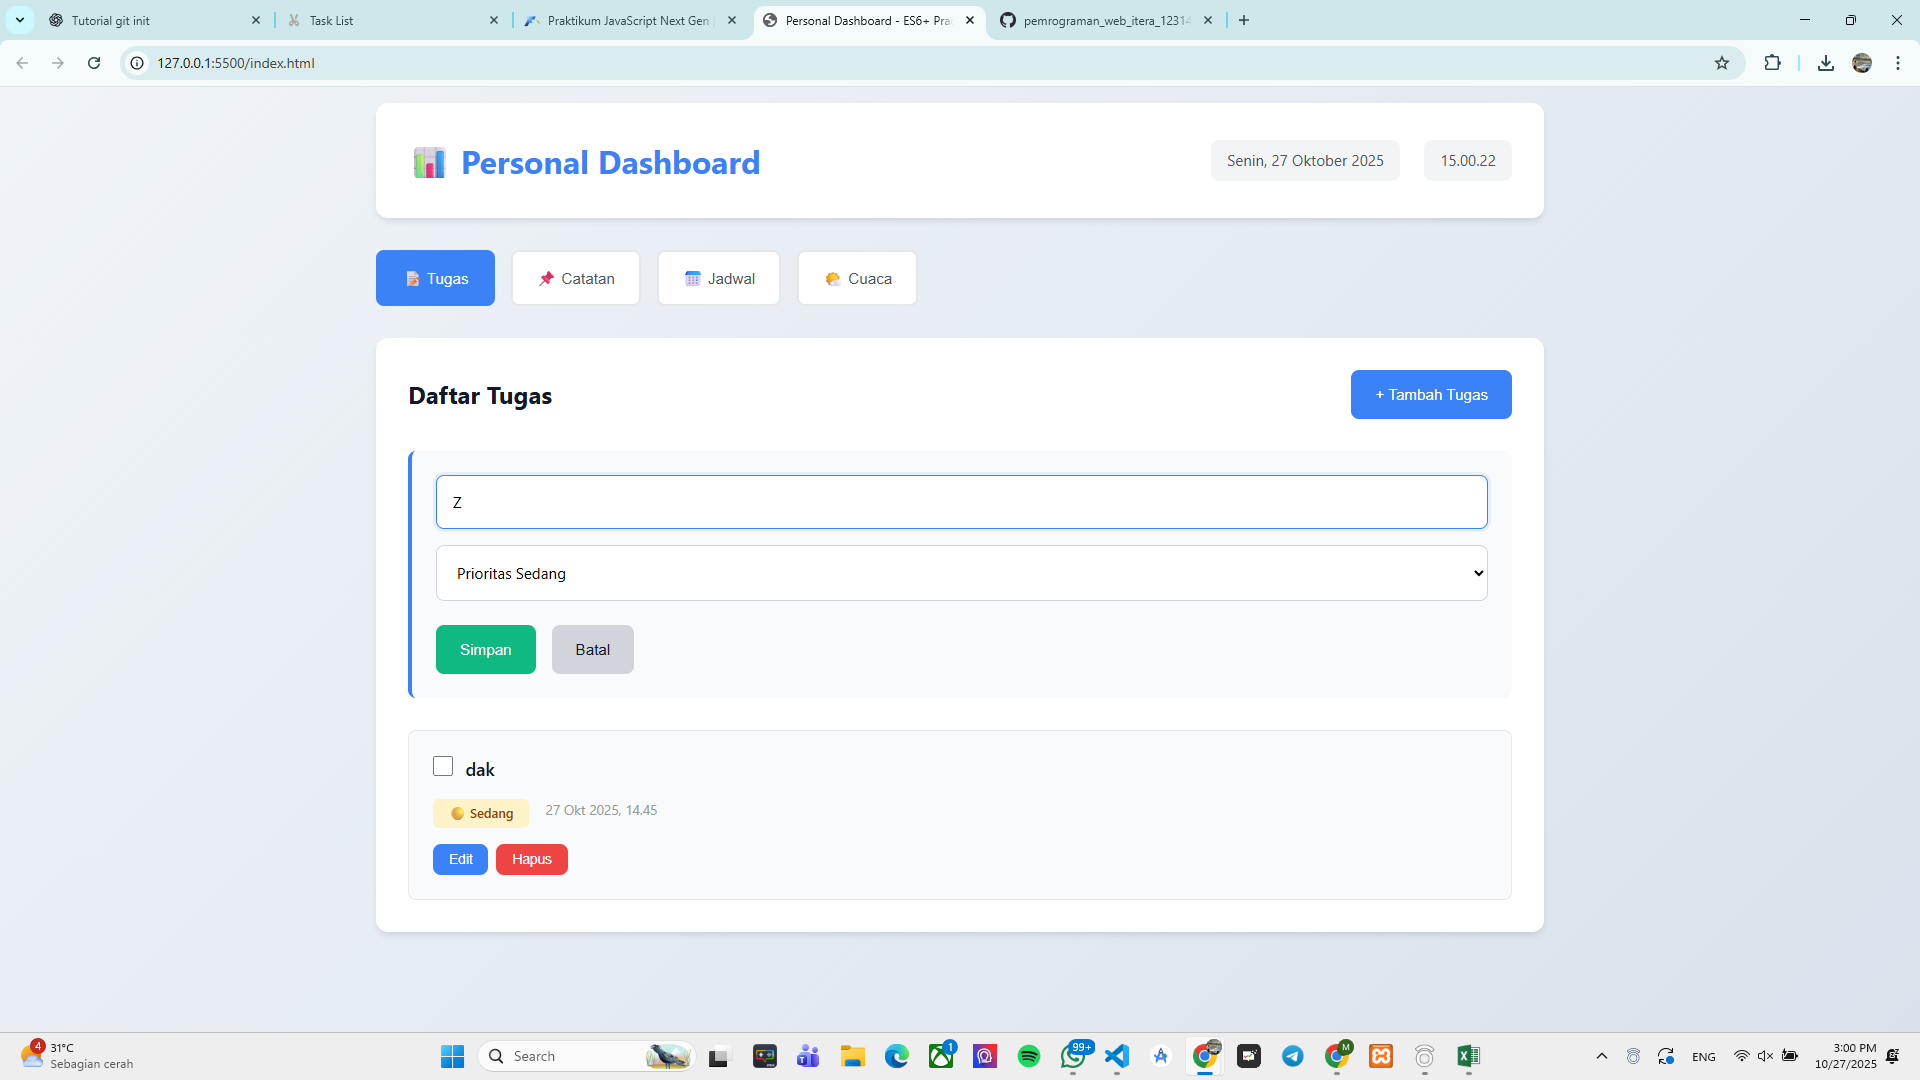 Tutorial git init
Task List
Praktikum JavaScript Next Gen
Personal Dashboard - ES6+ Pra
pemrograman_web_itera_12314
127.0.0.1:5500/index.html
Personal Dashboard
Senin, 27 Oktober 2025
15.00.22
Tugas
Catatan
Jadwal
Cuaca
Daftar Tugas
+ Tambah Tugas
Z
Prioritas Sedang
Simpan
Batal
dak
Sedang
27 Okt 2025, 14.45
Edit
Hapus
4
31°C
Sebagian cerah
Search
1
99+
M
ENG
3:00 PM
10/27/2025